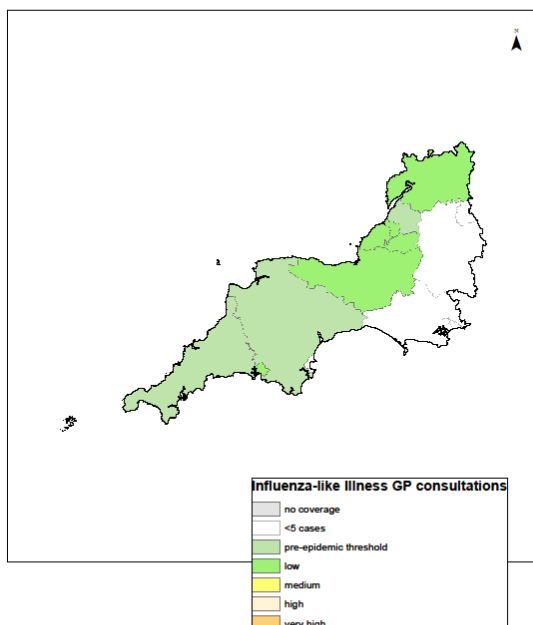 N
Influenza-like Illness GP consultations
no coverage
<5 cases
pre-epidemic threshold
low
medium
high
very high